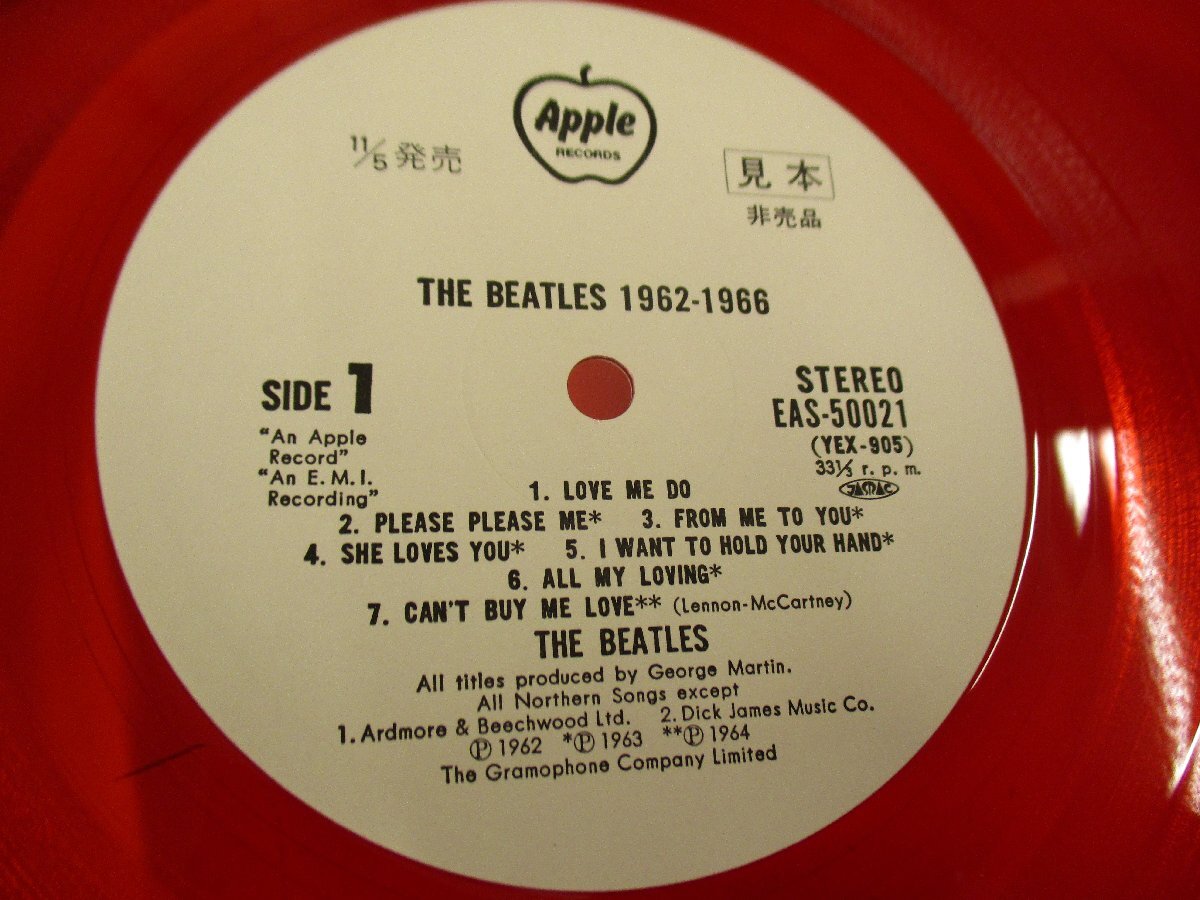 Apple
RECORDS
11/5 発売
見本
非売品
THE BEATLES 1962-1966
SIDE 1
"An Apple
Record"
"An E.M.I.
Recording"
STEREO
EAS-50021
(YEX-905)
33⅓ r. p. m.
JASRAC
1. LOVE ME DO
2. PLEASE PLEASE ME* 3. FROM ME TO YOU*
4. SHE LOVES YOU* 5. I WANT TO HOLD YOUR HAND*
6. ALL MY LOVING*
7. CAN'T BUY ME LOVE** (Lennon-McCartney)
THE BEATLES
All titles produced by George Martin.
All Northern Songs except
1. Ardmore & Beechwood Ltd. 2. Dick James Music Co.
Ⓟ 1962 *Ⓟ 1963 **Ⓟ 1964
The Gramophone Company Limited